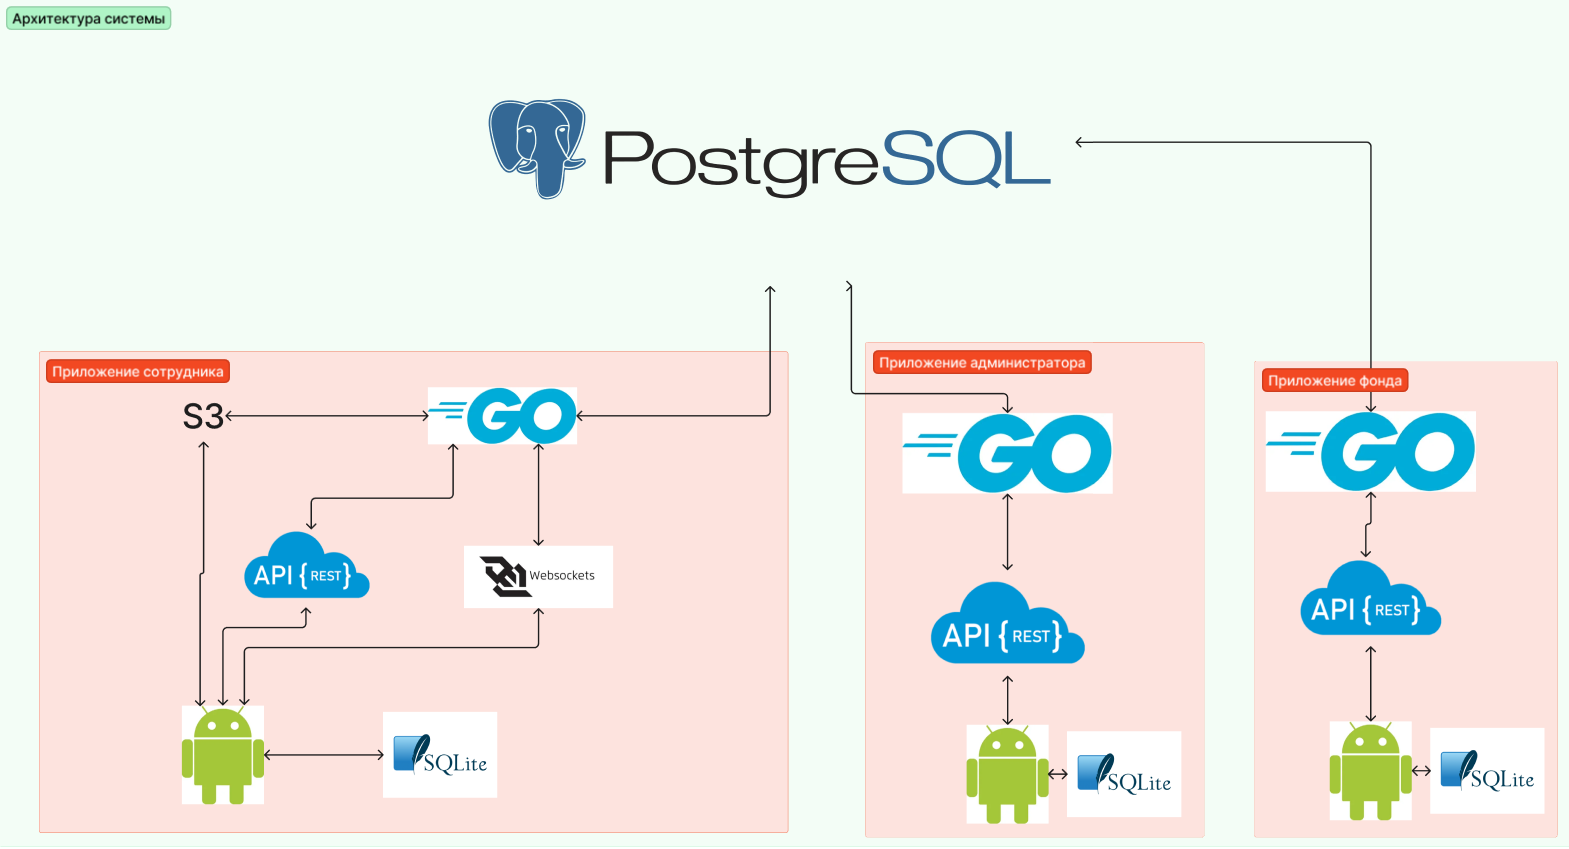 Архитектура системы
PostgreSQL
Приложение сотрудника
S3
GO
API {REST}
Websockets
SQLite
Приложение администратора
GO
API {REST}
SQLite
Приложение фонда
GO
API {REST}
SQLite